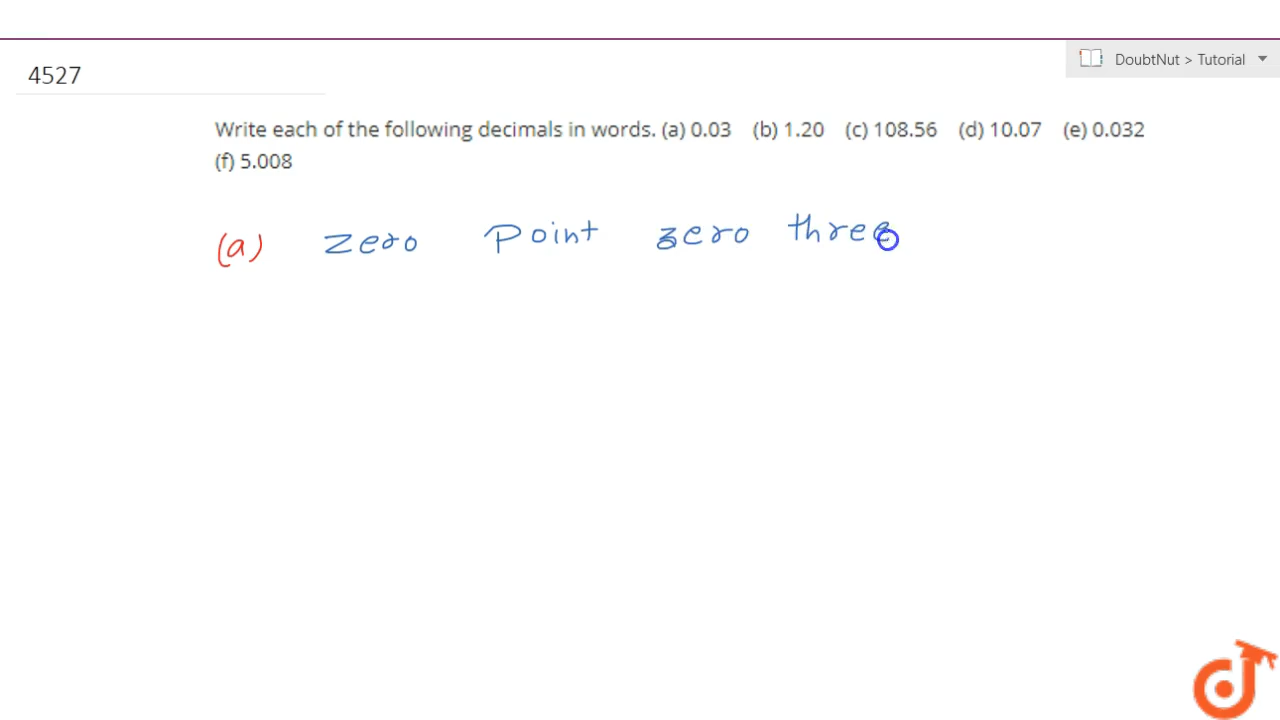 DoubtNut > Tutorial
4527
Write each of the following decimals in words. (a) 0.03 (b) 1.20 (c) 108.56 (d) 10.07 (e) 0.032
(f) 5.008
(a) zero Point zero three